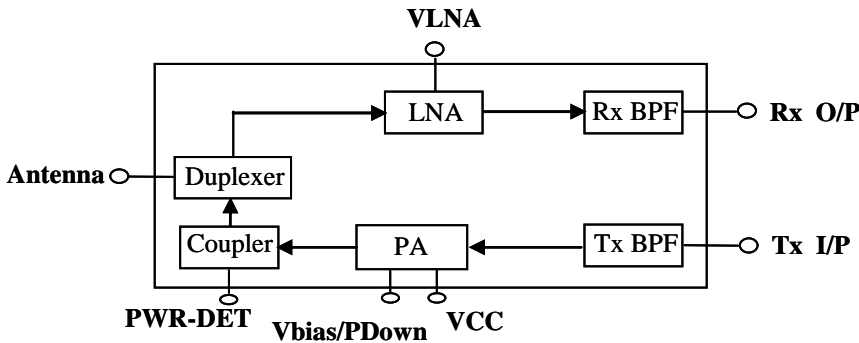 VLNA
LNA
Rx BPF
Rx O/P
Antenna
Duplexer
Coupler
PA
Tx BPF
Tx I/P
PWR-DET
Vbias/PDown
VCC